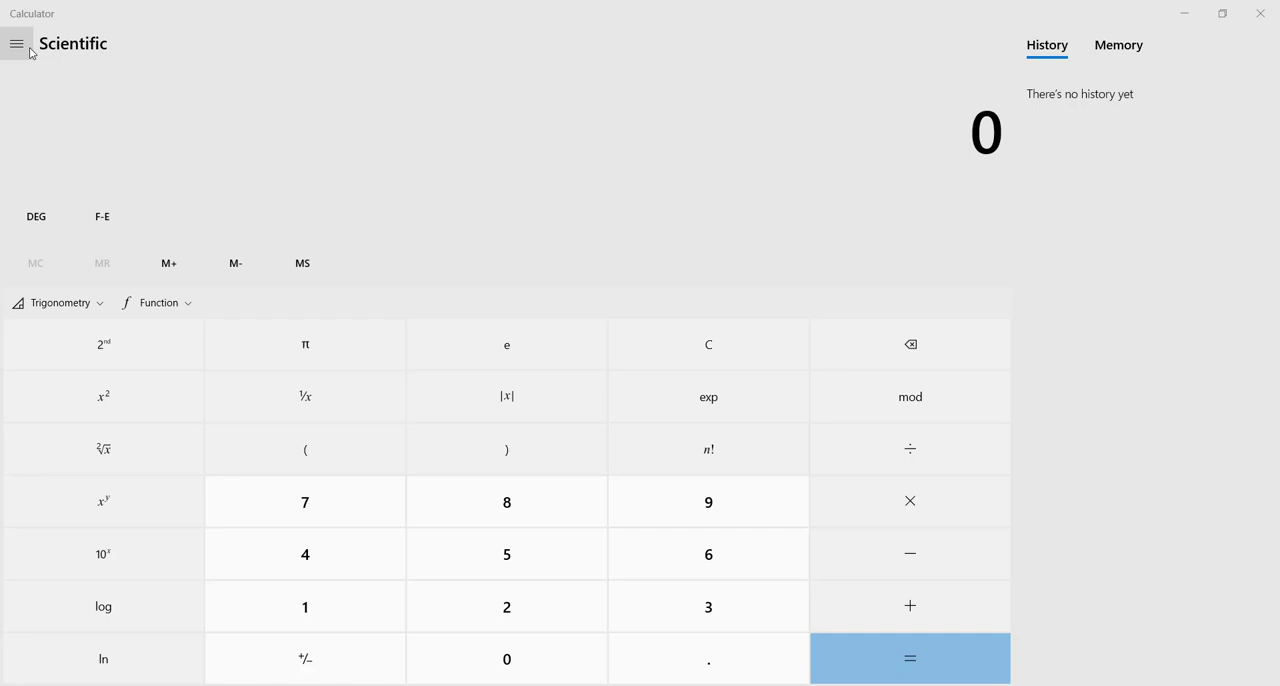 Calculator
Scientific
History Memory
There's no history yet
0
DEG F-E
MC MR M+ M- MS
Trigonometry f Function
2ⁿᵈ π e C
x² ¹/x |x| exp mod
²√x ( ) n! ÷
xʸ 7 8 9 ×
10ˣ 4 5 6 −
log 1 2 3 +
ln +/− 0 . =